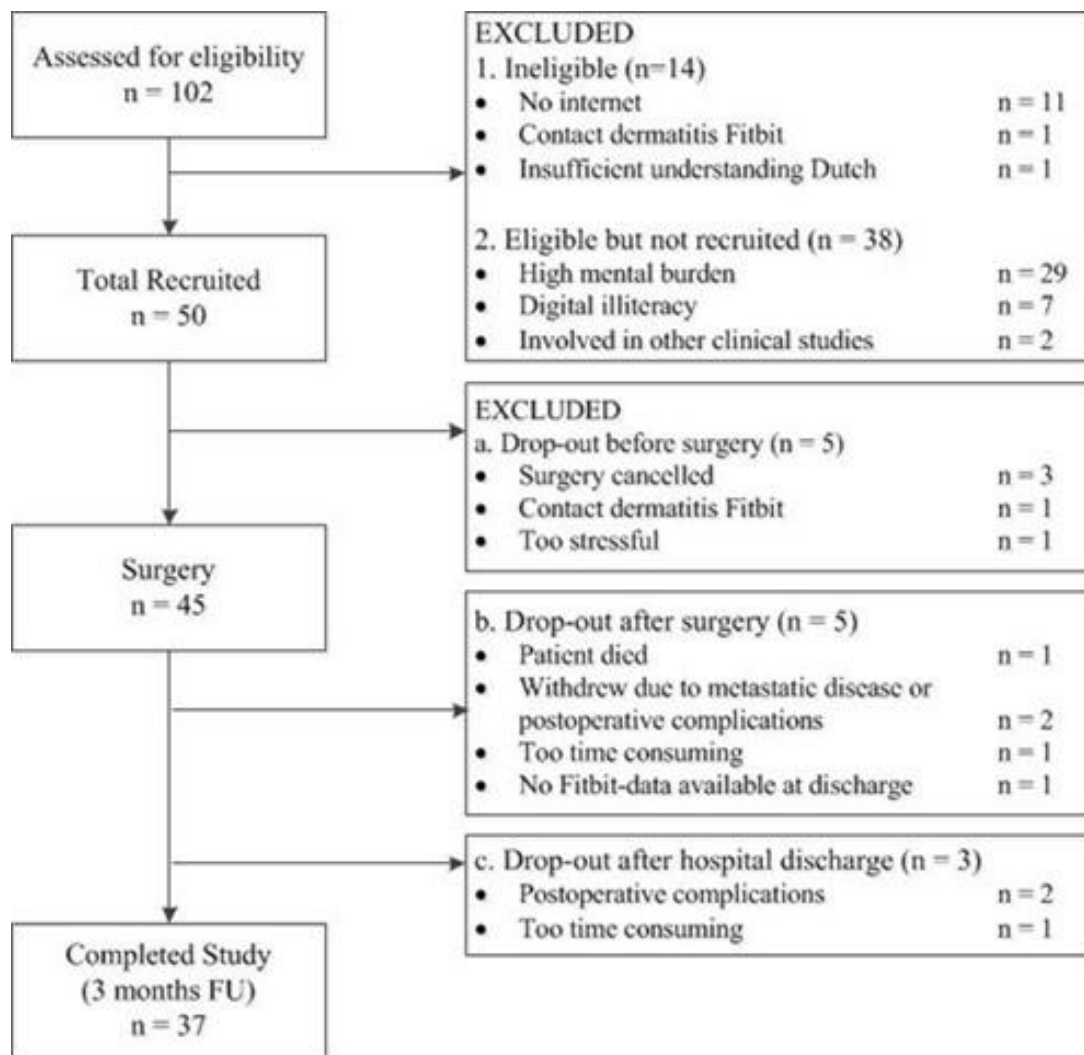 Assessed for eligibility
n = 102
EXCLUDED
1. Ineligible (n=14)
• No internet n = 11
• Contact dermatitis Fitbit n = 1
• Insufficient understanding Dutch n = 1
2. Eligible but not recruited (n = 38)
• High mental burden n = 29
• Digital illiteracy n = 7
• Involved in other clinical studies n = 2
Total Recruited
n = 50
EXCLUDED
a. Drop-out before surgery (n = 5)
• Surgery cancelled n = 3
• Contact dermatitis Fitbit n = 1
• Too stressful n = 1
Surgery
n = 45
b. Drop-out after surgery (n = 5)
• Patient died n = 1
• Withdrew due to metastatic disease or
postoperative complications n = 2
• Too time consuming n = 1
• No Fitbit-data available at discharge n = 1
c. Drop-out after hospital discharge (n = 3)
• Postoperative complications n = 2
• Too time consuming n = 1
Completed Study
(3 months FU)
n = 37